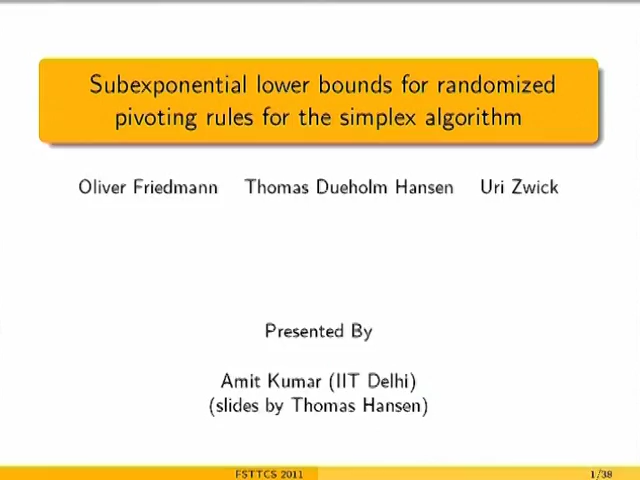 Subexponential lower bounds for randomized
pivoting rules for the simplex algorithm
Oliver Friedmann Thomas Dueholm Hansen Uri Zwick
Presented By
Amit Kumar (IIT Delhi)
(slides by Thomas Hansen)
FSTTCS 2011 1/38